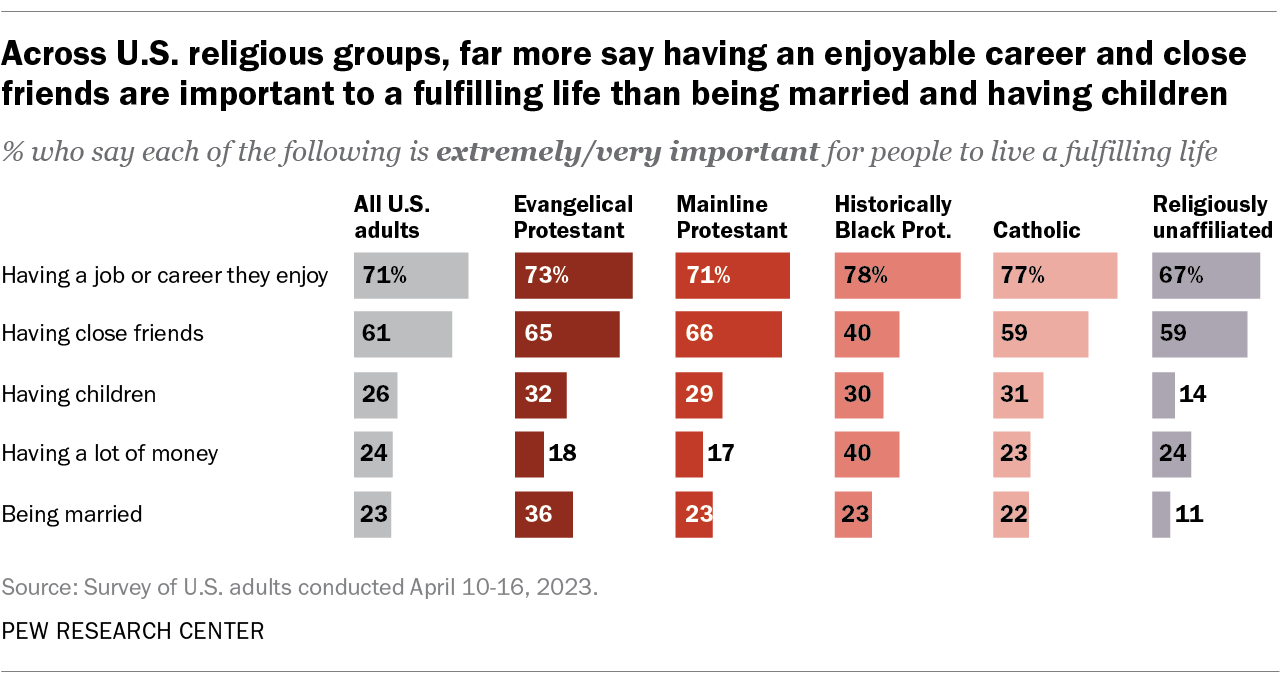 Across U.S. religious groups, far more say having an enjoyable career and close
friends are important to a fulfilling life than being married and having children
% who say each of the following is extremely/very important for people to live a fulfilling life
All U.S. adults
Evangelical Protestant
Mainline Protestant
Historically Black Prot.
Catholic
Religiously unaffiliated
Having a job or career they enjoy 71% 73% 71% 78% 77% 67%
Having close friends 61 65 66 40 59 59
Having children 26 32 29 30 31 14
Having a lot of money 24 18 17 40 23 24
Being married 23 36 23 23 22 11
Source: Survey of U.S. adults conducted April 10-16, 2023.
PEW RESEARCH CENTER